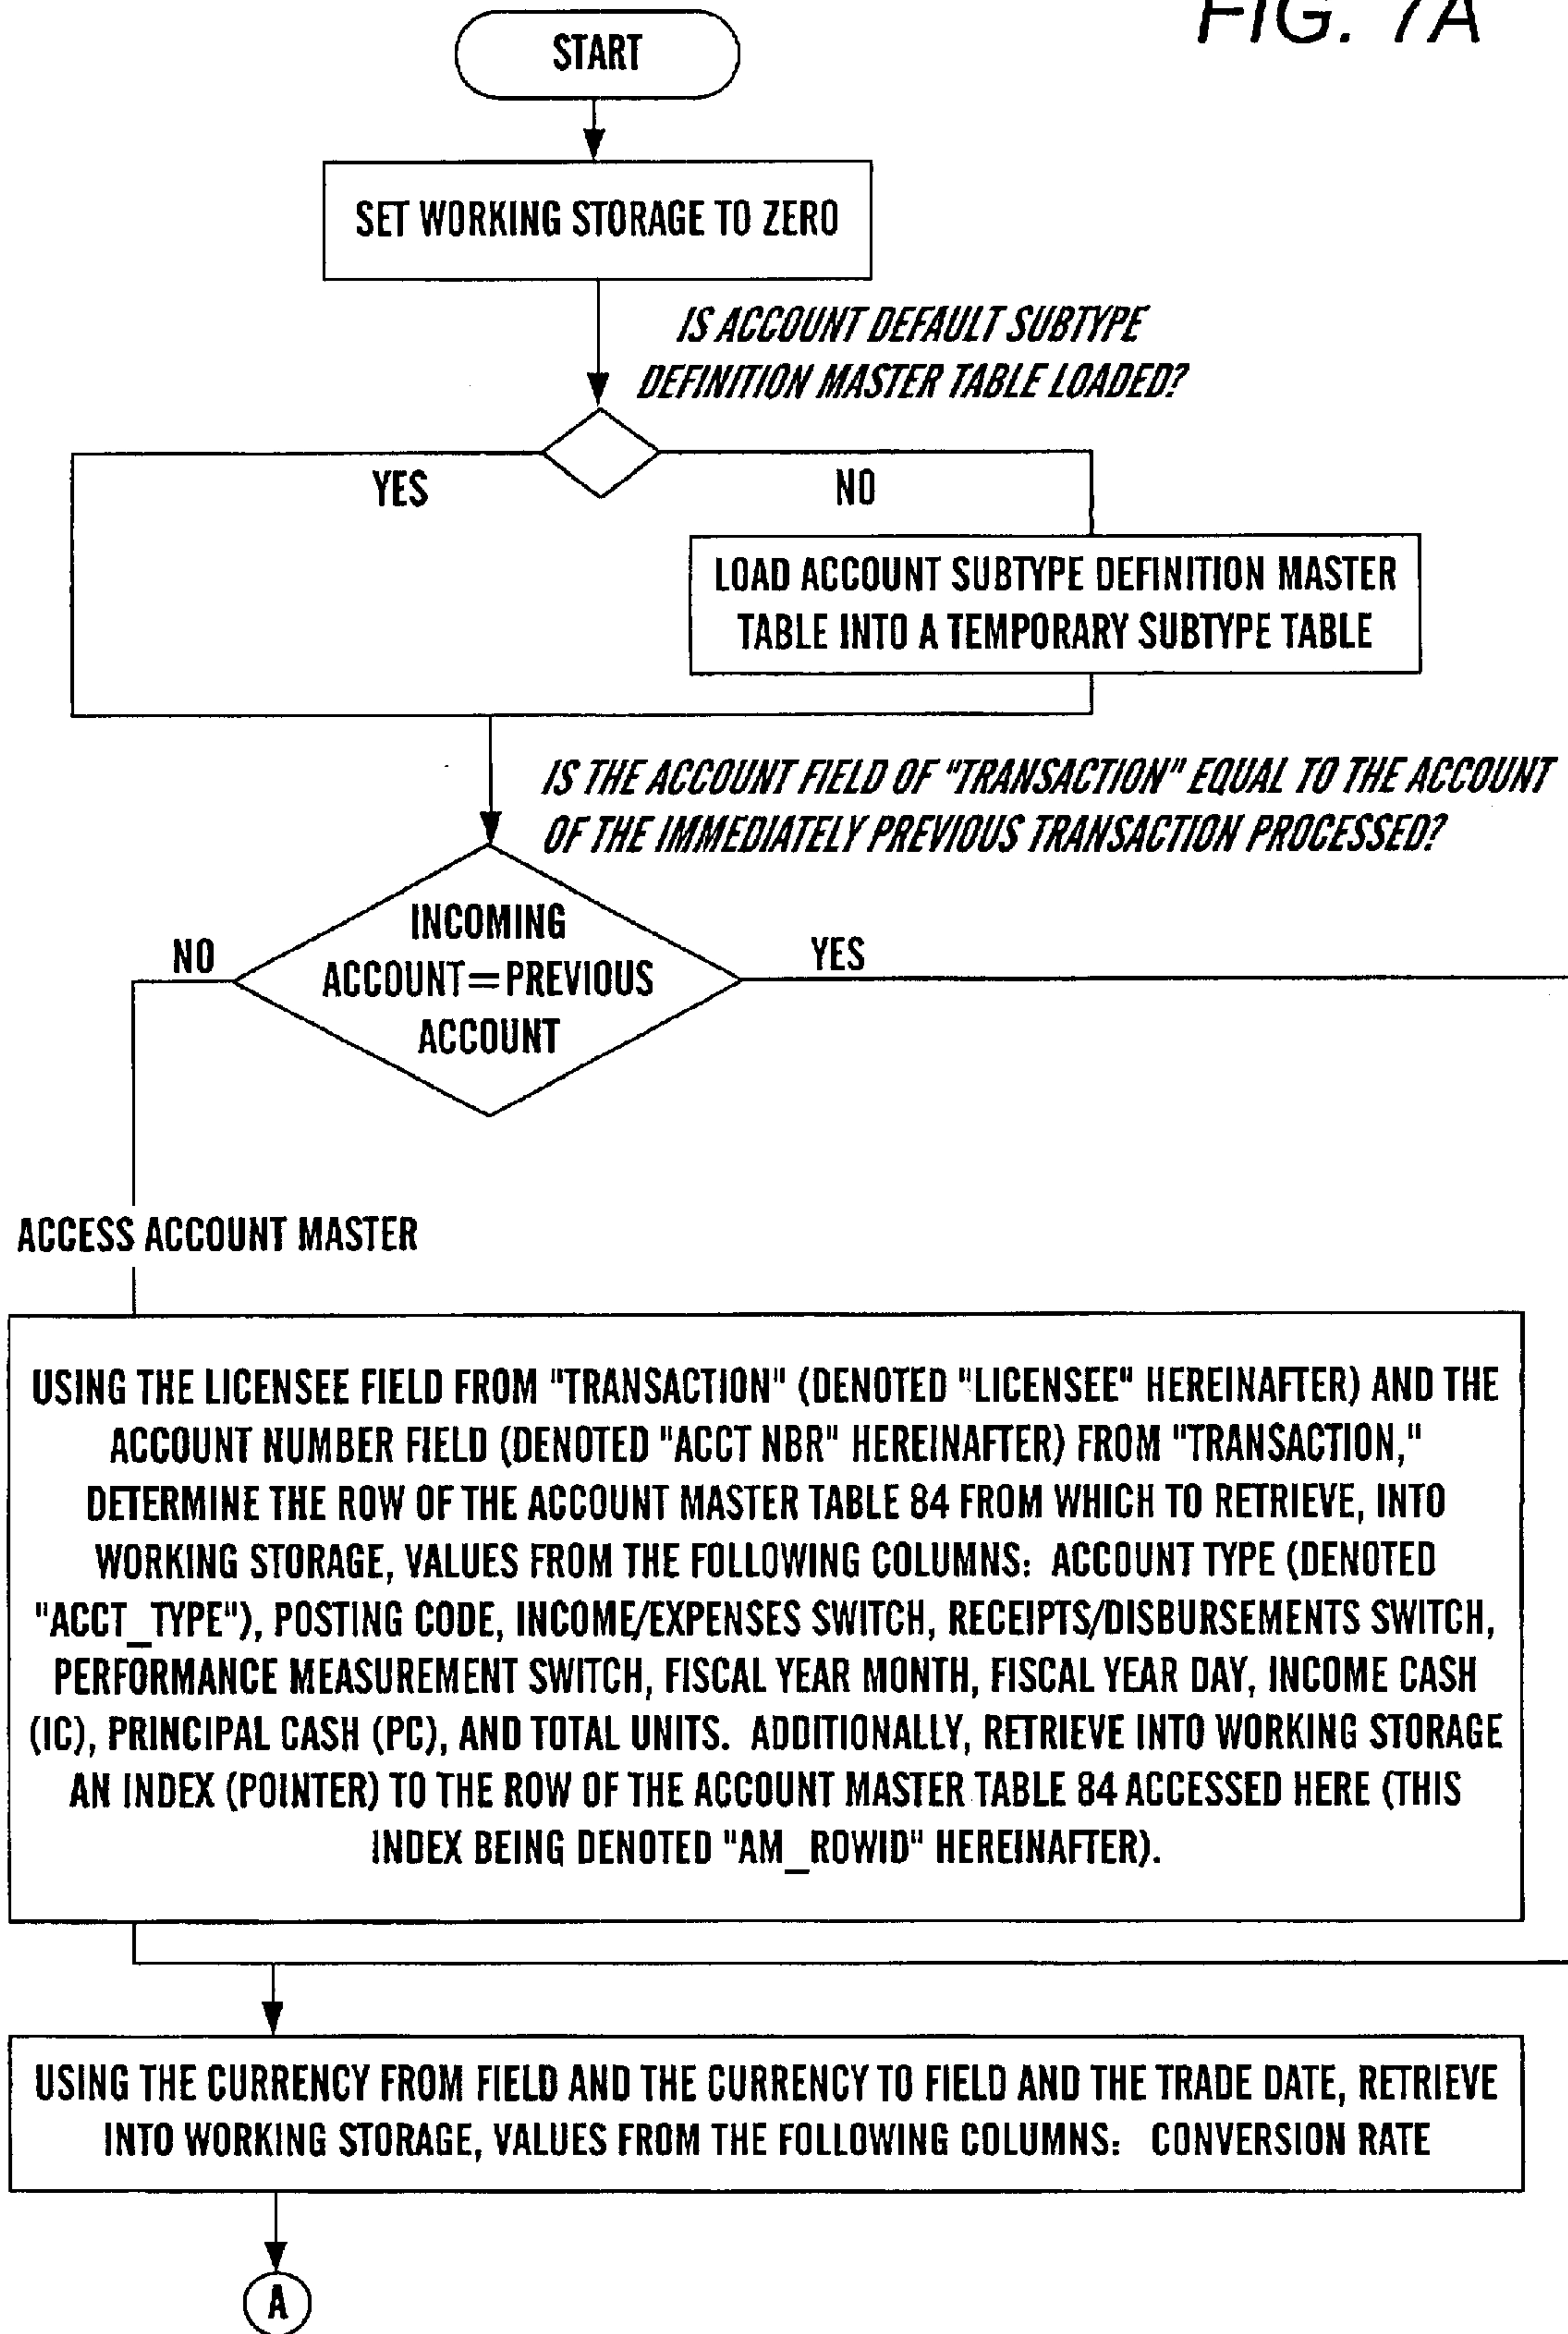 FIG. 7A
START
SET WORKING STORAGE TO ZERO
IS ACCOUNT DEFAULT SUBTYPE
DEFINITION MASTER TABLE LOADED?
YES
NO
LOAD ACCOUNT SUBTYPE DEFINITION MASTER
TABLE INTO A TEMPORARY SUBTYPE TABLE
IS THE ACCOUNT FIELD OF "TRANSACTION" EQUAL TO THE ACCOUNT
OF THE IMMEDIATELY PREVIOUS TRANSACTION PROCESSED?
NO
INCOMING
ACCOUNT=PREVIOUS
ACCOUNT
YES
ACCESS ACCOUNT MASTER
USING THE LICENSEE FIELD FROM "TRANSACTION" (DENOTED "LICENSEE" HEREINAFTER) AND THE
ACCOUNT NUMBER FIELD (DENOTED "ACCT NBR" HEREINAFTER) FROM "TRANSACTION,"
DETERMINE THE ROW OF THE ACCOUNT MASTER TABLE 84 FROM WHICH TO RETRIEVE, INTO
WORKING STORAGE, VALUES FROM THE FOLLOWING COLUMNS: ACCOUNT TYPE (DENOTED
"ACCT_TYPE"), POSTING CODE, INCOME/EXPENSES SWITCH, RECEIPTS/DISBURSEMENTS SWITCH,
PERFORMANCE MEASUREMENT SWITCH, FISCAL YEAR MONTH, FISCAL YEAR DAY, INCOME CASH
(IC), PRINCIPAL CASH (PC), AND TOTAL UNITS. ADDITIONALLY, RETRIEVE INTO WORKING STORAGE
AN INDEX (POINTER) TO THE ROW OF THE ACCOUNT MASTER TABLE 84 ACCESSED HERE (THIS
INDEX BEING DENOTED "AM_ROWID" HEREINAFTER).
USING THE CURRENCY FROM FIELD AND THE CURRENCY TO FIELD AND THE TRADE DATE, RETRIEVE
INTO WORKING STORAGE, VALUES FROM THE FOLLOWING COLUMNS: CONVERSION RATE
A